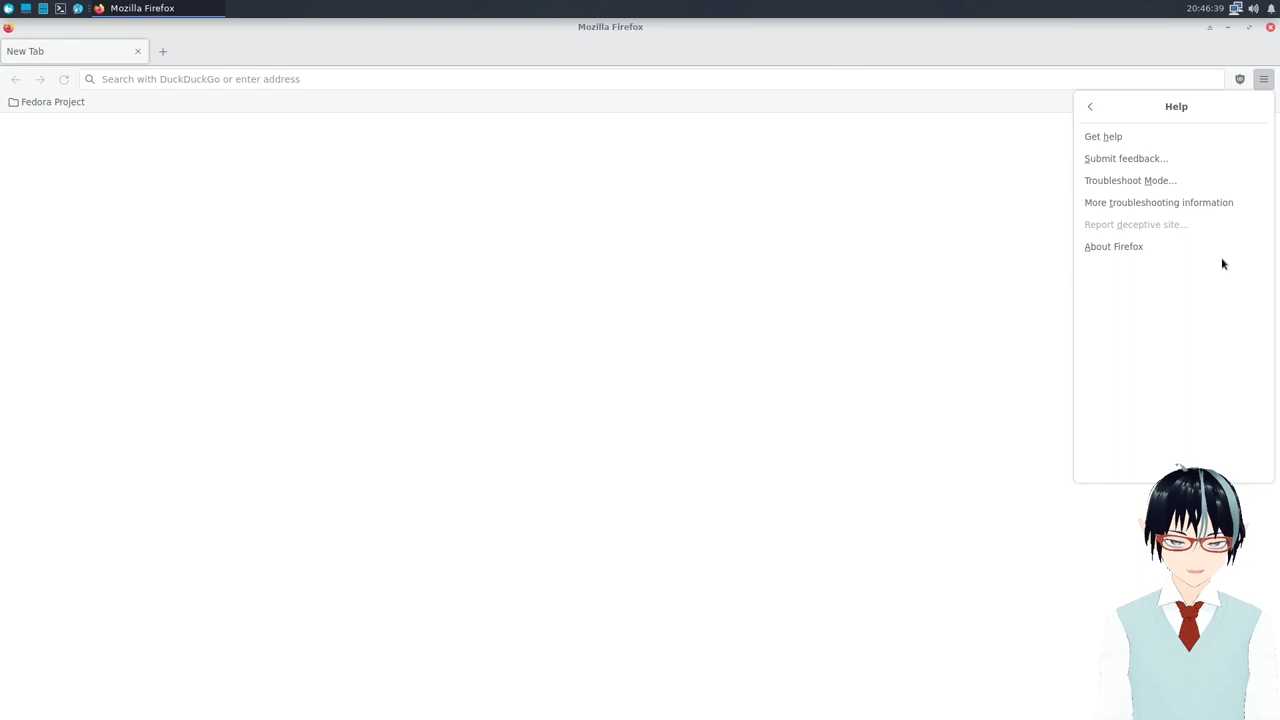 Mozilla Firefox
20:46:39
Mozilla Firefox
New Tab
Search with DuckDuckGo or enter address
Fedora Project
Help
Get help
Submit feedback...
Troubleshoot Mode...
More troubleshooting information
Report deceptive site...
About Firefox